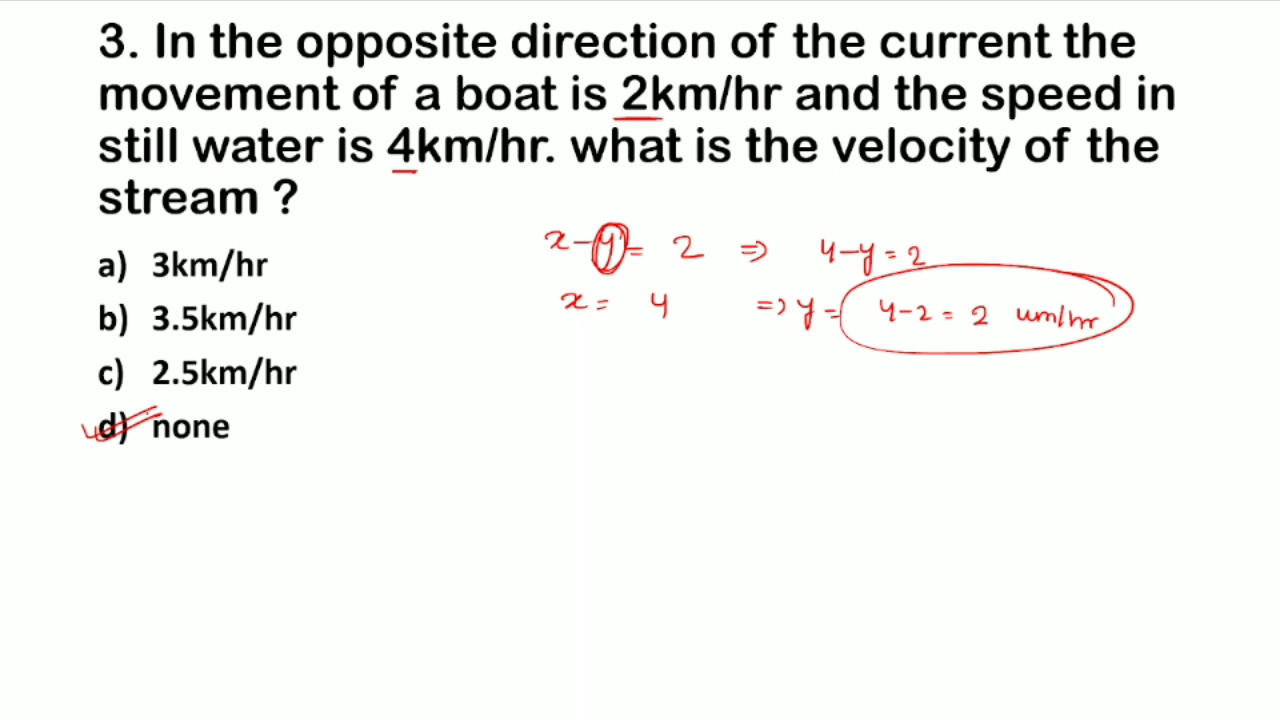 3. In the opposite direction of the current the
movement of a boat is 2km/hr and the speed in
still water is 4km/hr. what is the velocity of the
stream ?
x-y = 2 ⇒ 4-y = 2
a) 3km/hr
x = 4 ⇒ y = 4-2 = 2 km/hr
b) 3.5km/hr
c) 2.5km/hr
d) none